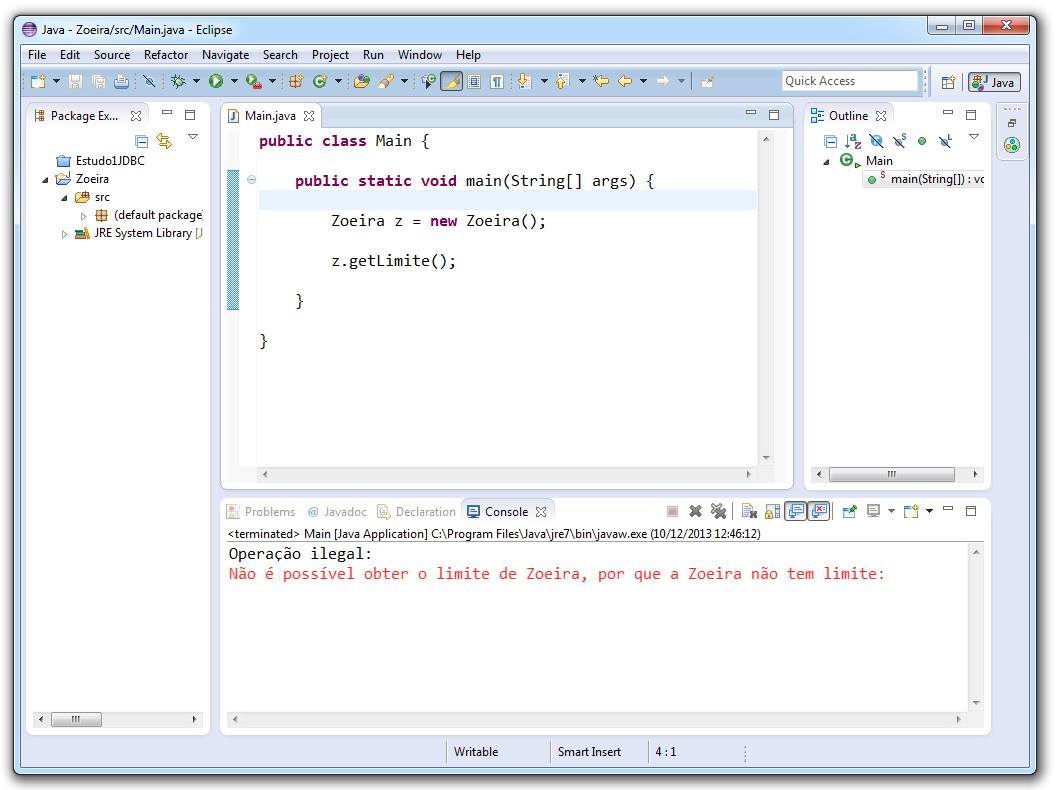 Java - Zoeira/src/Main.java - Eclipse
File Edit Source Refactor Navigate Search Project Run Window Help
Quick Access
Java
Package Ex...
Estudo1JDBC
Zoeira
src
(default package
JRE System Library [J
Main.java
public class Main {
public static void main(String[] args) {
Zoeira z = new Zoeira();
z.getLimite();
}
}
Outline
Main
main(String[]) : vo
Problems @ Javadoc Declaration Console
<terminated> Main [Java Application] C:\Program Files\Java\jre7\bin\javaw.exe (10/12/2013 12:46:12)
Operação ilegal:
Não é possível obter o limite de Zoeira, por que a Zoeira não tem limite:
Writable Smart Insert 4 : 1